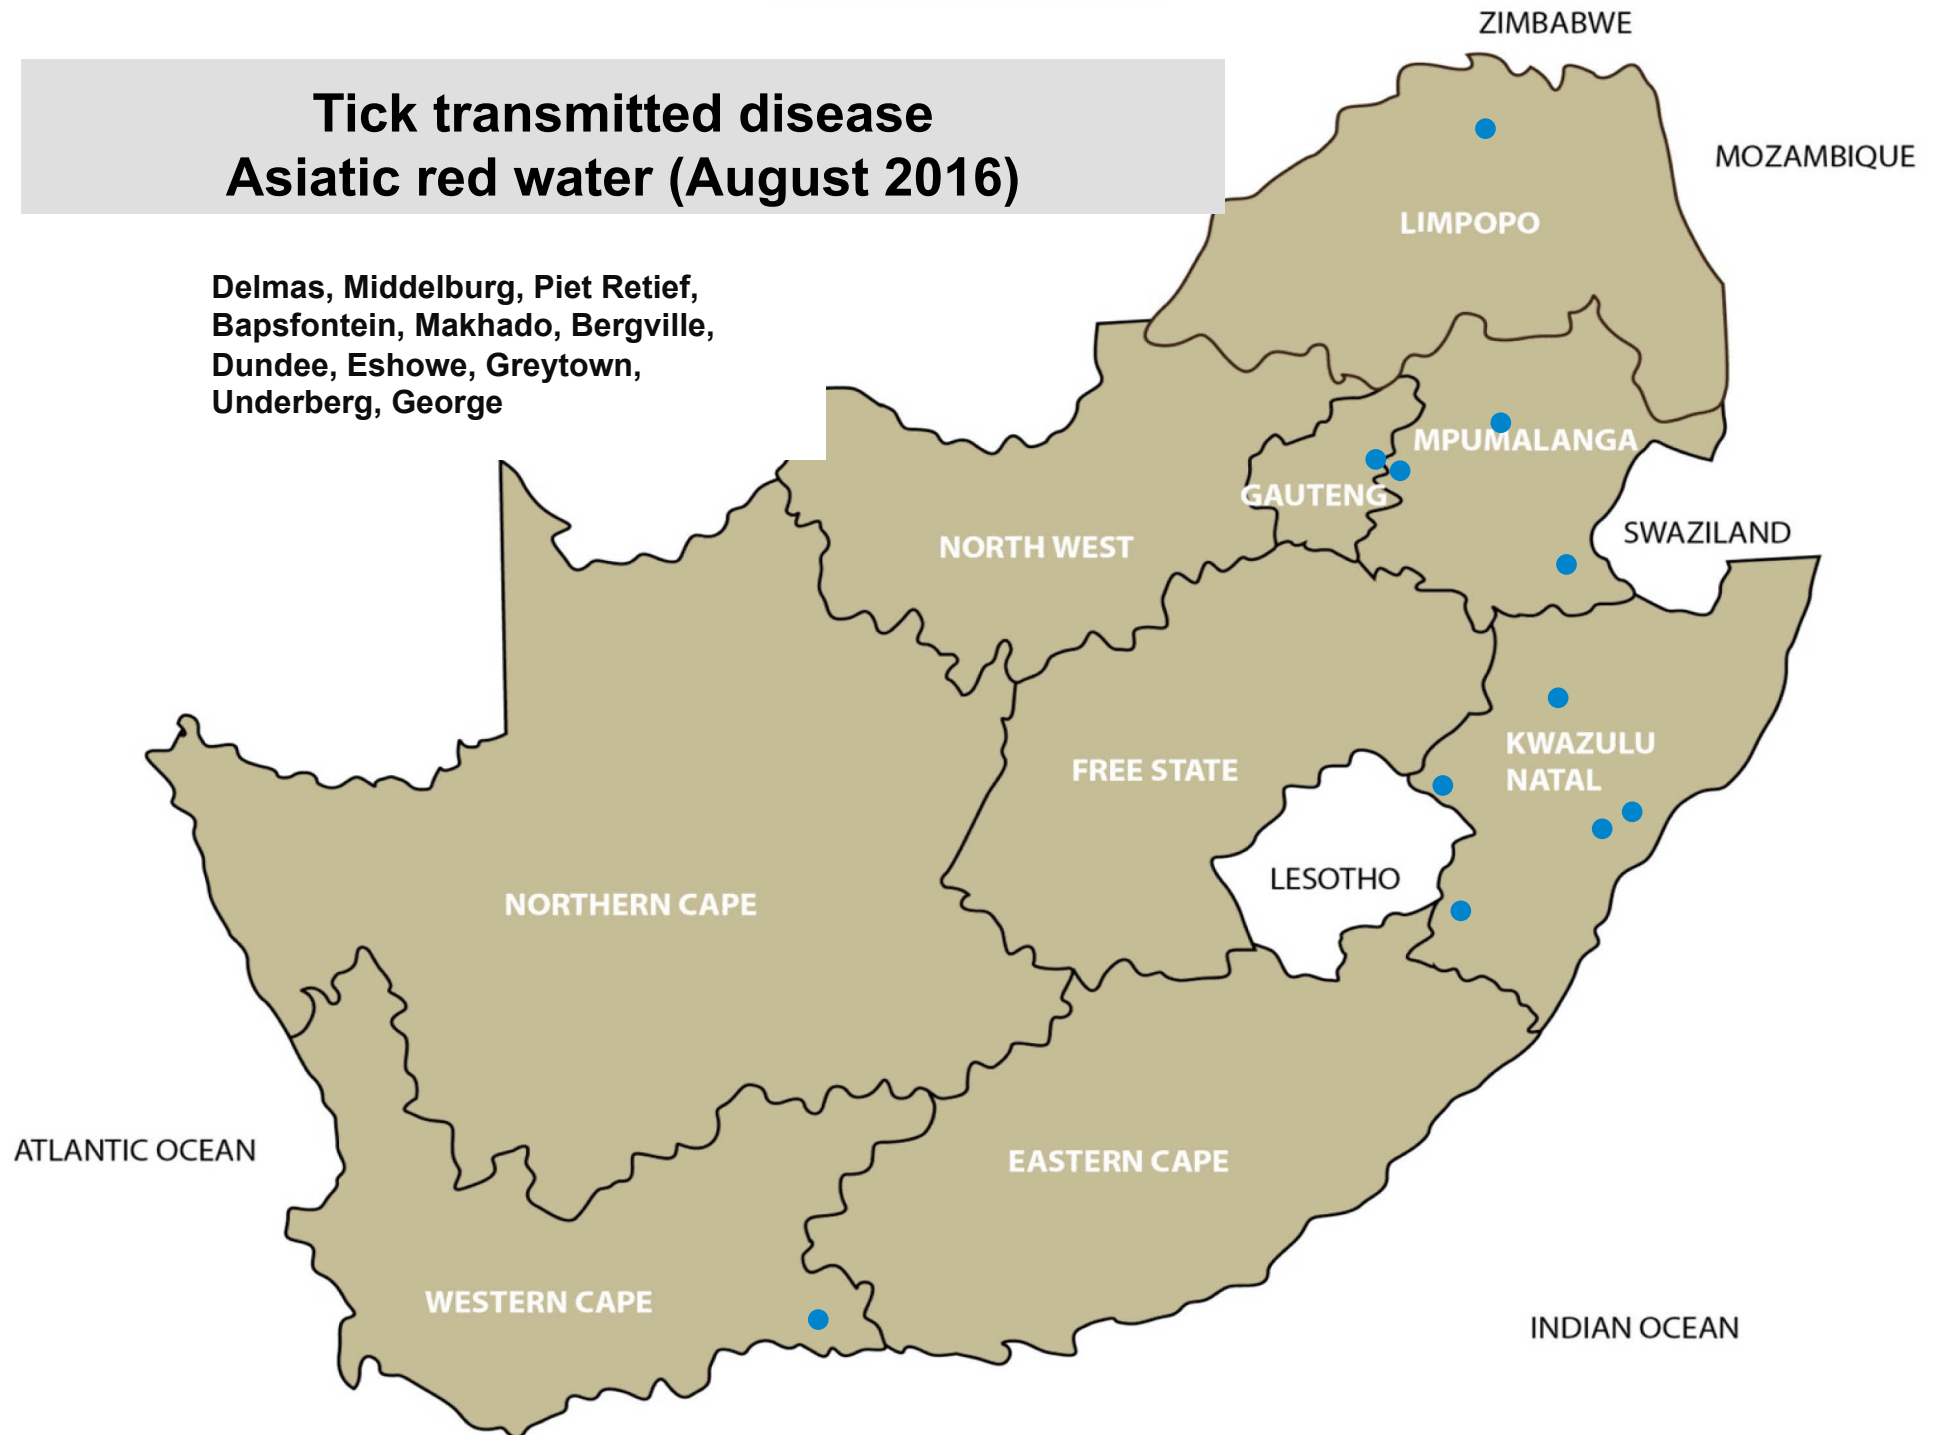 ZIMBABWE
Tick transmitted disease
Asiatic red water (August 2016)
MOZAMBIQUE
LIMPOPO
Delmas, Middelburg, Piet Retief,
Bapsfontein, Makhado, Bergville,
Dundee, Eshowe, Greytown,
Underberg, George
MPUMALANGA
GAUTENG
SWAZILAND
NORTH WEST
KWAZULU
NATAL
FREE STATE
LESOTHO
NORTHERN CAPE
ATLANTIC OCEAN
EASTERN CAPE
WESTERN CAPE
INDIAN OCEAN